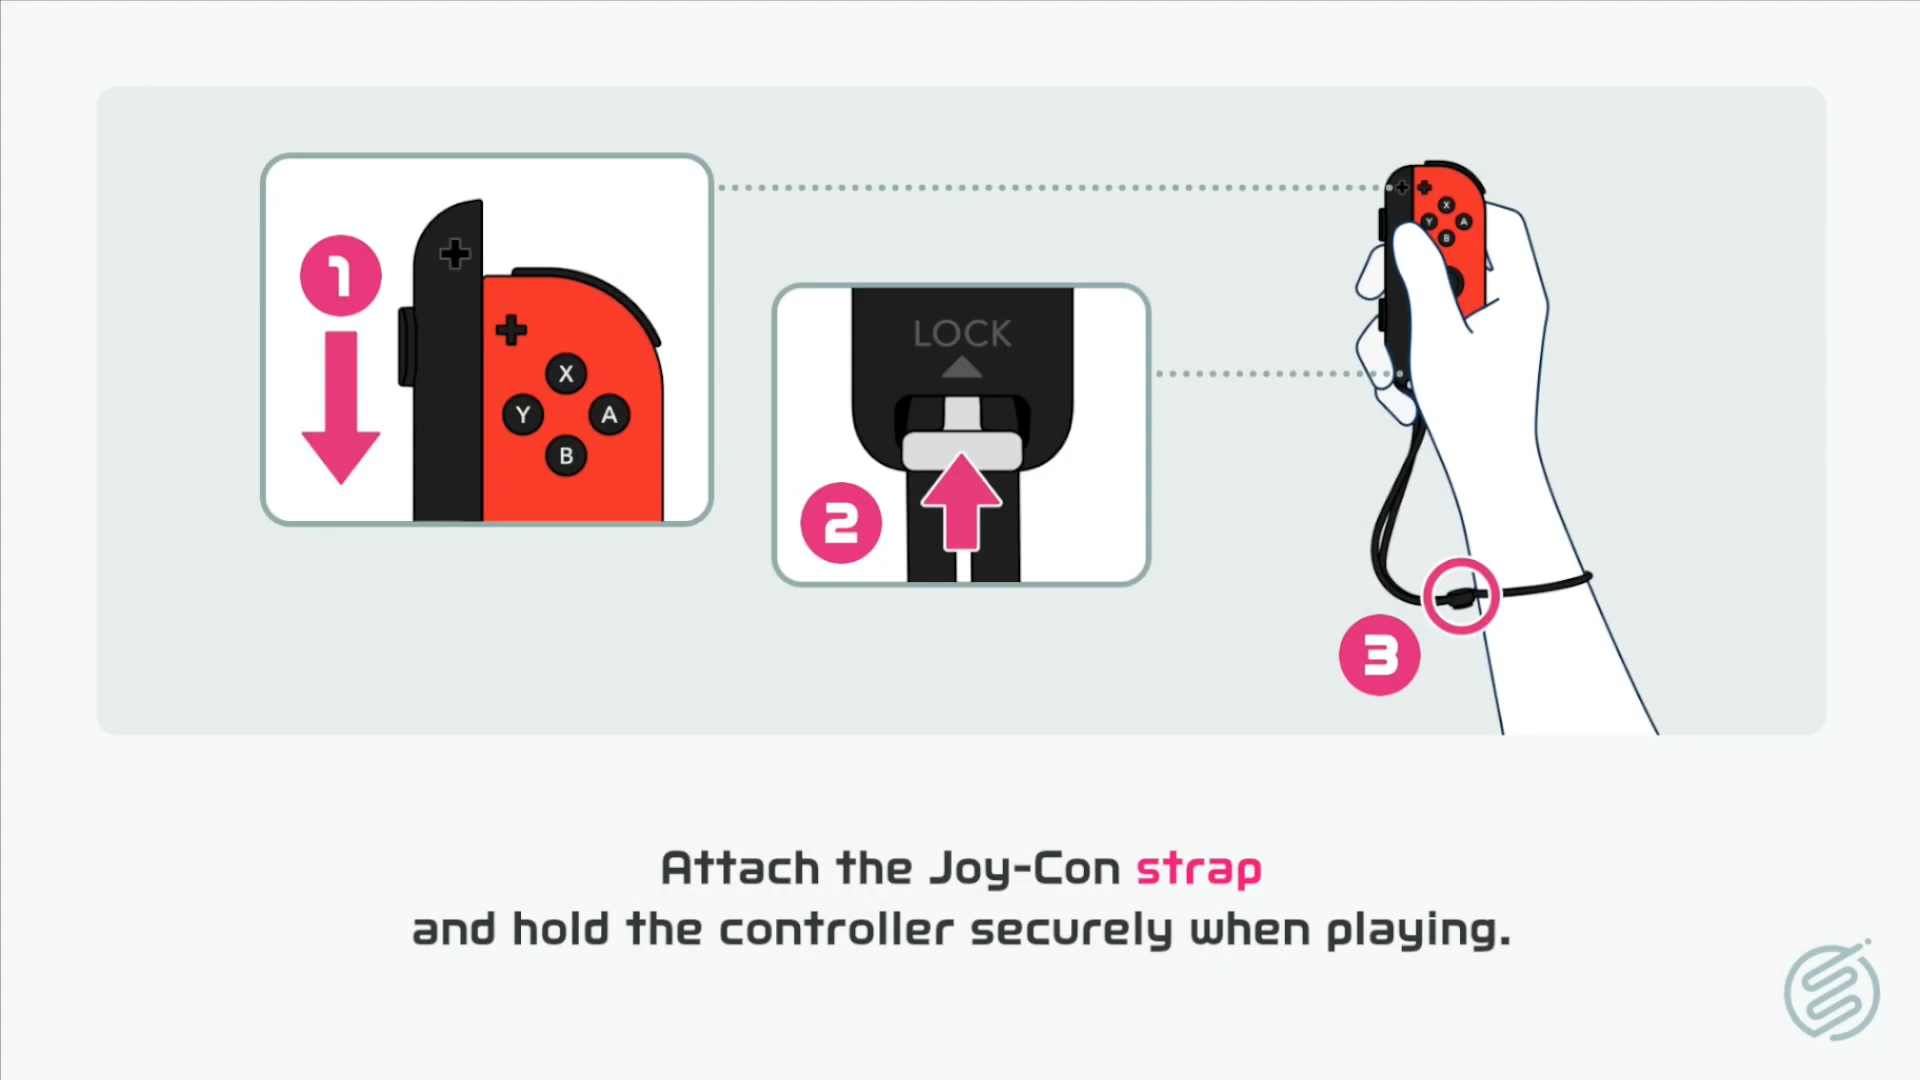 1
X
Y
A
B
LOCK
2
X
Y
A
B
3
Attach the Joy-Con strap
and hold the controller securely when playing.